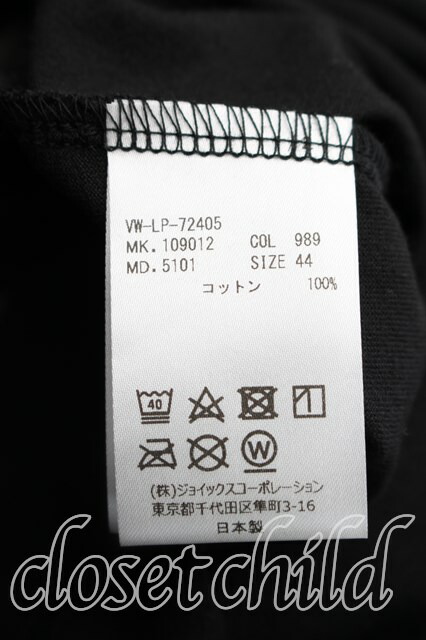 VW-LP-72405
MK. 109012 COL 989
MD. 5101 SIZE 44
コットン 100%
40
W
(株)ジョイックスコーポレーション
東京都千代田区隼町3-16
日本製
closetchild